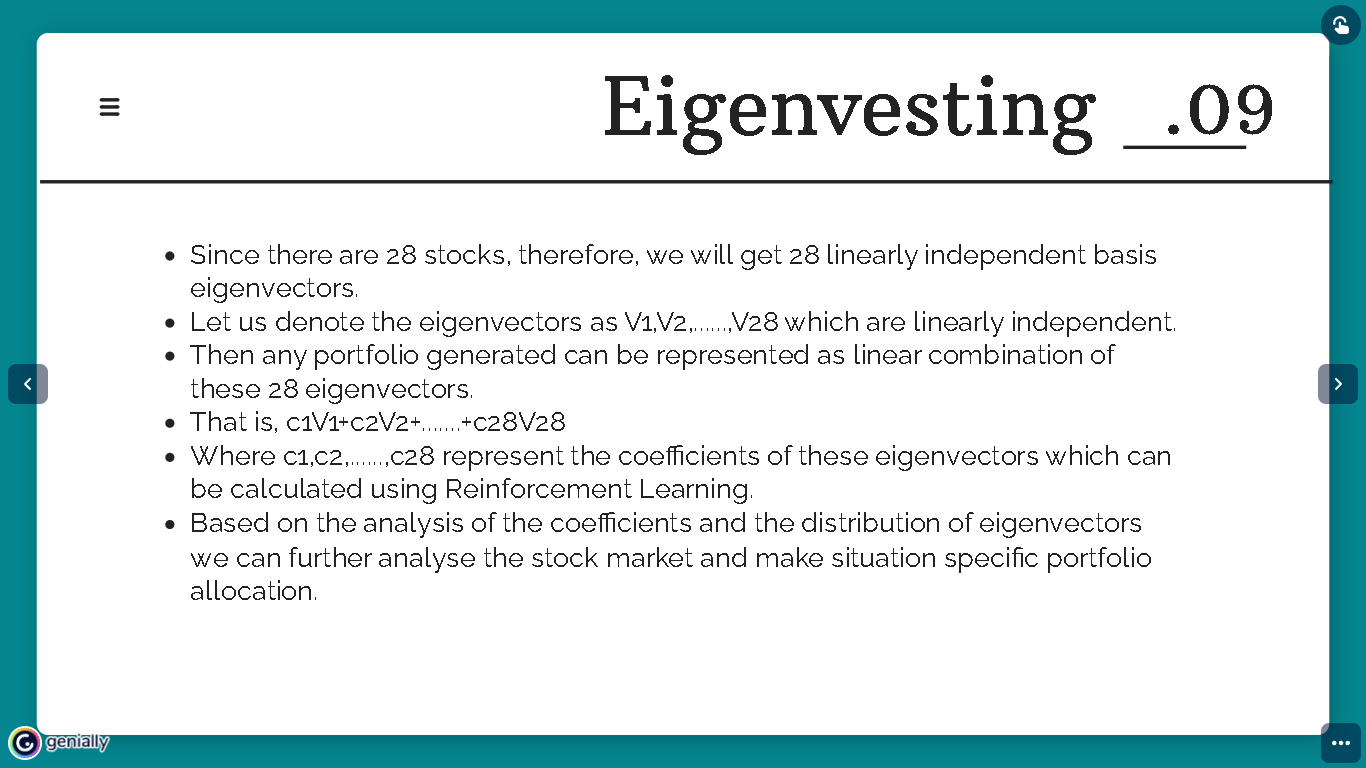 Eigenvesting .09
• Since there are 28 stocks, therefore, we will get 28 linearly independent basis
eigenvectors.
• Let us denote the eigenvectors as V1,V2,......,V28 which are linearly independent.
• Then any portfolio generated can be represented as linear combination of
these 28 eigenvectors.
• That is, c1V1+c2V2+.......+c28V28
• Where c1,c2,......,c28 represent the coefficients of these eigenvectors which can
be calculated using Reinforcement Learning.
• Based on the analysis of the coefficients and the distribution of eigenvectors
we can further analyse the stock market and make situation specific portfolio
allocation.
genially